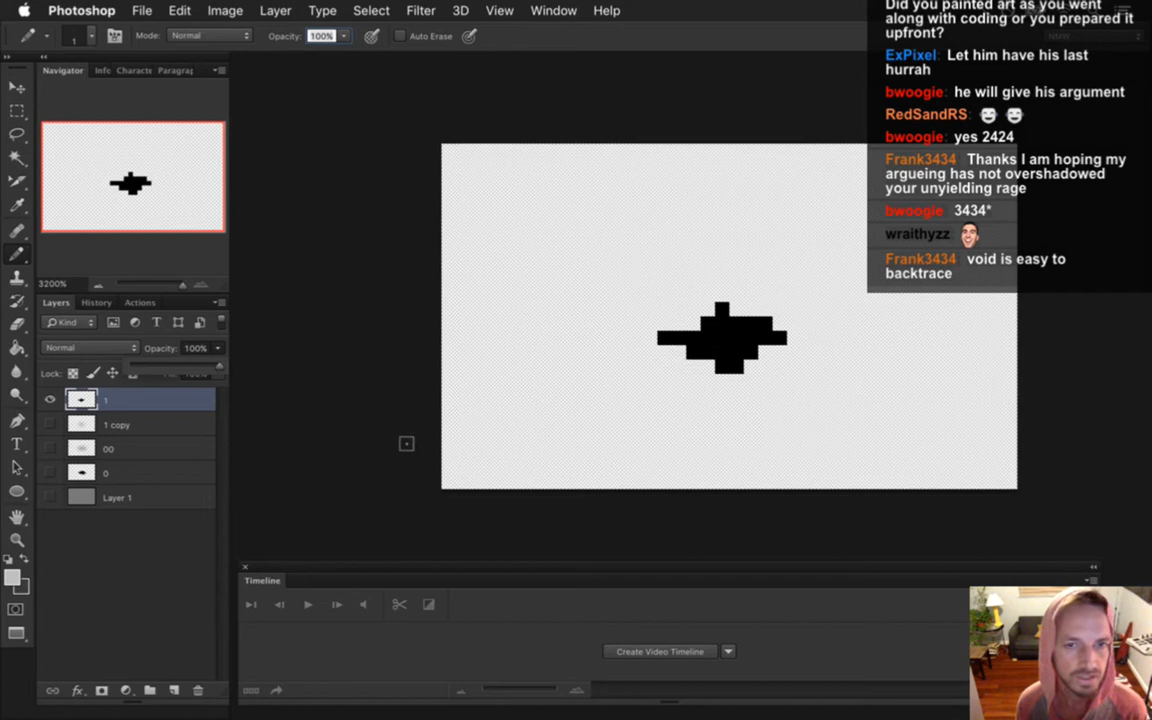 Photoshop File Edit Image Layer Type Select Filter 3D View Window Help
1 Mode: Normal Opacity: 100% Auto Erase
Navigator Info Characte Paragraj
3200%
Layers History Actions
Kind
Normal Opacity: 100%
Lock:
1
1 copy
00
0
Layer 1
Timeline
Create Video Timeline
Did you painted art as you went
along with coding or you prepared it
upfront?
ExPixel: Let him have his last
hurrah
bwoogie: he will give his argument
RedSandRS:
bwoogie: yes 2424
Frank3434 Thanks I am hoping my
argueing has not overshadowed
your unyielding rage
bwoogie 3434*
wraithyzz
Frank3434 void is easy to
backtrace